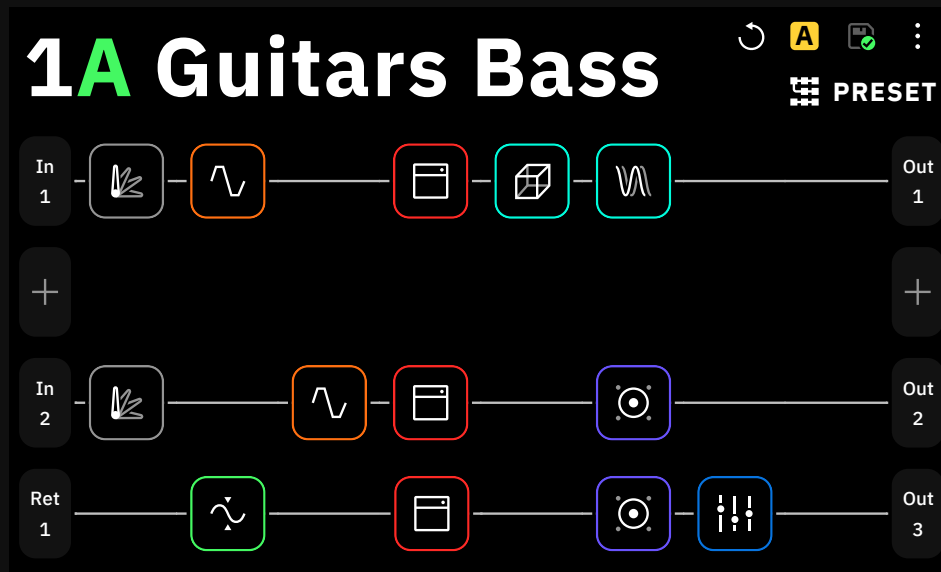 1A Guitars Bass
A
PRESET
In
1
Out
1
In
2
Out
2
Ret
1
Out
3